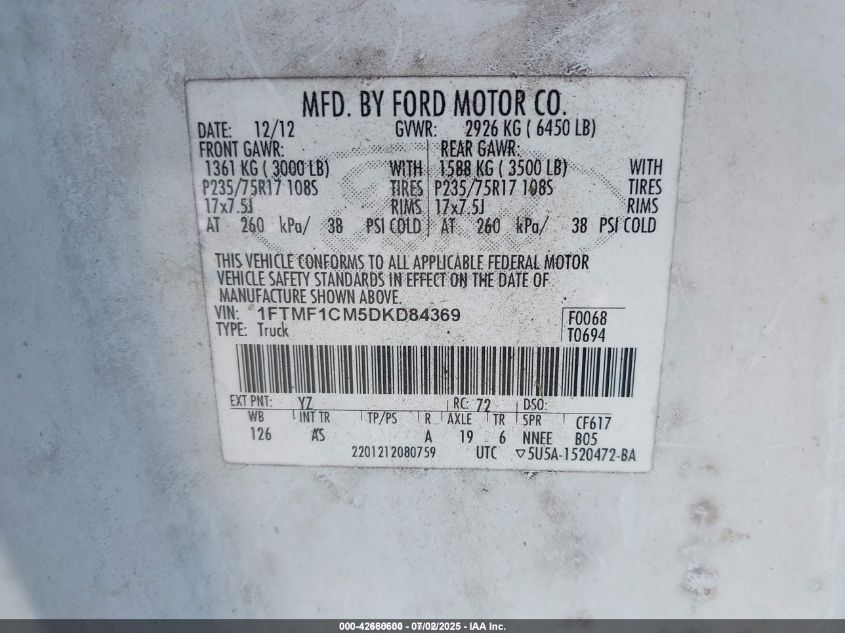 MFD. BY FORD MOTOR CO.
DATE: 12/12 GVWR: 2926 KG ( 6450 LB)
FRONT GAWR: REAR GAWR:
1361 KG ( 3000 LB) WITH 1588 KG ( 3500 LB) WITH
P235/75R17 108S TIRES P235/75R17 108S TIRES
17x7.5J RIMS 17x7.5J RIMS
AT 260 kPa/ 38 PSI COLD AT 260 kPa/ 38 PSI COLD
THIS VEHICLE CONFORMS TO ALL APPLICABLE FEDERAL MOTOR
VEHICLE SAFETY STANDARDS IN EFFECT ON THE DATE OF
MANUFACTURE SHOWN ABOVE.
VIN: 1FTMF1CM5DKD84369 F0068
TYPE: Truck T0694
EXT PNT: YZ RC: 72 DSO:
WB INT TR TP/PS R AXLE TR SPR CF617
126 AS A 19 6 NNEE B05
2201212080759 UTC ▽5U5A-1520472-BA
000-42660600 - 07/02/2025 - IAA Inc.